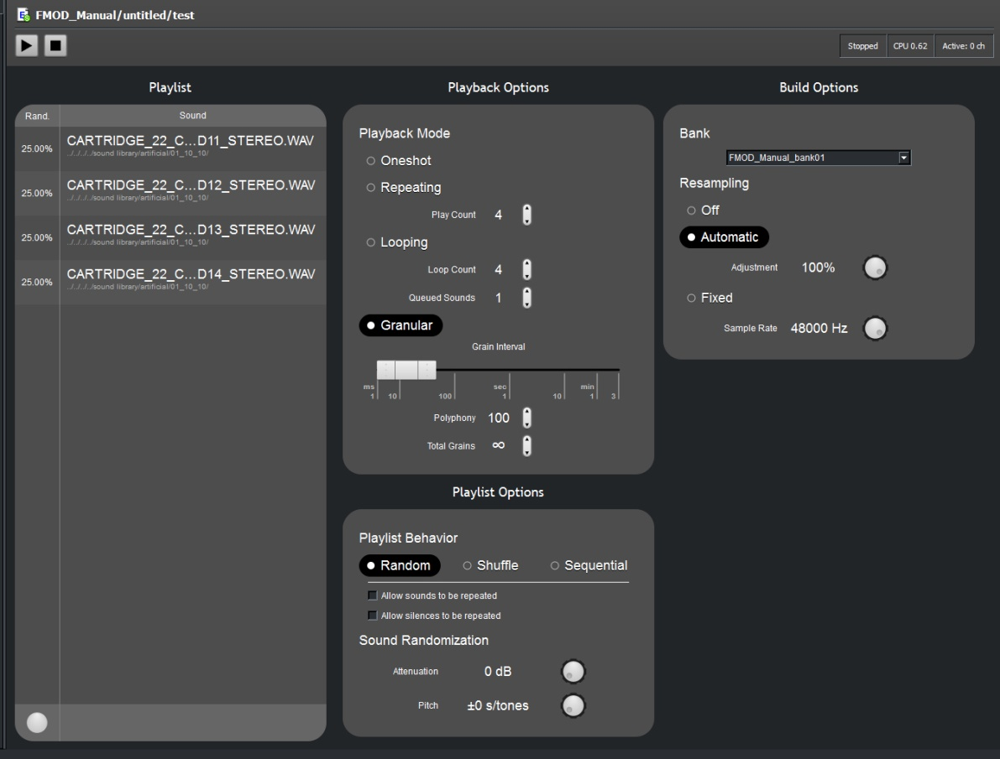 FMOD_Manual/untitled/test
Stopped CPU 0.62 Active: 0 ch
Playlist
Rand. Sound
25.00% CARTRIDGE_22_C...D11_STEREO.WAV
../../../../sound library/artificial/01_10_10/
25.00% CARTRIDGE_22_C...D12_STEREO.WAV
../../../../sound library/artificial/01_10_10/
25.00% CARTRIDGE_22_C...D13_STEREO.WAV
../../../../sound library/artificial/01_10_10/
25.00% CARTRIDGE_22_C...D14_STEREO.WAV
../../../../sound library/artificial/01_10_10/
Playback Options
Playback Mode
Oneshot
Repeating
Play Count 4
Looping
Loop Count 4
Queued Sounds 1
Granular
Grain Interval
ms sec min
1 10 100 1 10 1 3
Polyphony 100
Total Grains ∞
Playlist Options
Playlist Behavior
Random Shuffle Sequential
Allow sounds to be repeated
Allow silences to be repeated
Sound Randomization
Attenuation 0 dB
Pitch ±0 s/tones
Build Options
Bank
FMOD_Manual_bank01
Resampling
Off
Automatic
Adjustment 100%
Fixed
Sample Rate 48000 Hz